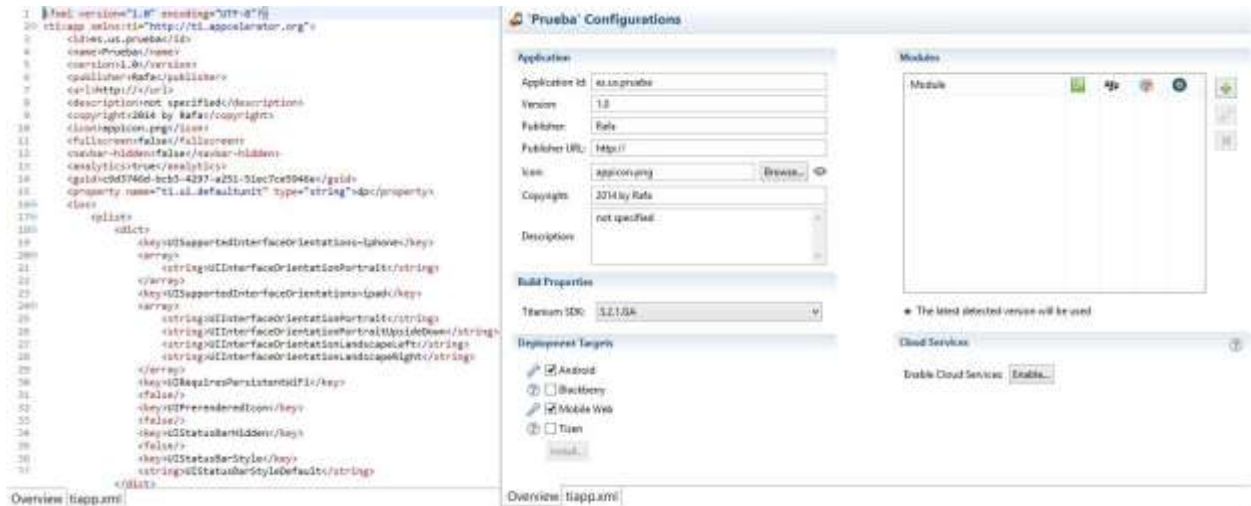 <?xml version="1.0" encoding="UTF-8"?>
<ti:app xmlns:ti="http://ti.appcelerator.org">
<id>es.us.prueba</id>
<name>Prueba</name>
<version>1.0</version>
<publisher>Rafa</publisher>
<url>http://</url>
<description>not specified</description>
<copyright>2014 by Rafa</copyright>
<icon>appicon.png</icon>
<fullscreen>false</fullscreen>
<navbar-hidden>false</navbar-hidden>
<analytics>true</analytics>
<property name="ti.ui.defaultunit" type="string">dp</property>
<ios>
<plist>
<dict>
<key>UISupportedInterfaceOrientations~iphone</key>
<array>
<string>UIInterfaceOrientationPortrait</string>
</array>
<key>UISupportedInterfaceOrientations~ipad</key>
<array>
<string>UIInterfaceOrientationPortrait</string>
<string>UIInterfaceOrientationPortraitUpsideDown</string>
<string>UIInterfaceOrientationLandscapeLeft</string>
<string>UIInterfaceOrientationLandscapeRight</string>
</array>
<key>UIRequiresPersistentWiFi</key>
<false/>
<key>UIPrerenderedIcon</key>
<false/>
<key>UIStatusBarHidden</key>
<false/>
<key>UIStatusBarStyle</key>
<string>UIStatusBarStyleDefault</string>
</dict>
Overview tiapp.xml
'Prueba' Configurations
Application
Application Id: es.us.prueba
Version: 1.0
Publisher: Rafa
Publisher URL: http://
Icon: appicon.png Browse...
Copyright: 2014 by Rafa
Description: not specified
Build Properties
Titanium SDK: 3.2.1.GA
Deployment Targets
Android
Blackberry
Mobile Web
Tizen
Install...
Modules
Module
The latest detected version will be used
Cloud Services
Enable Cloud Services: Enable...
Overview tiapp.xml